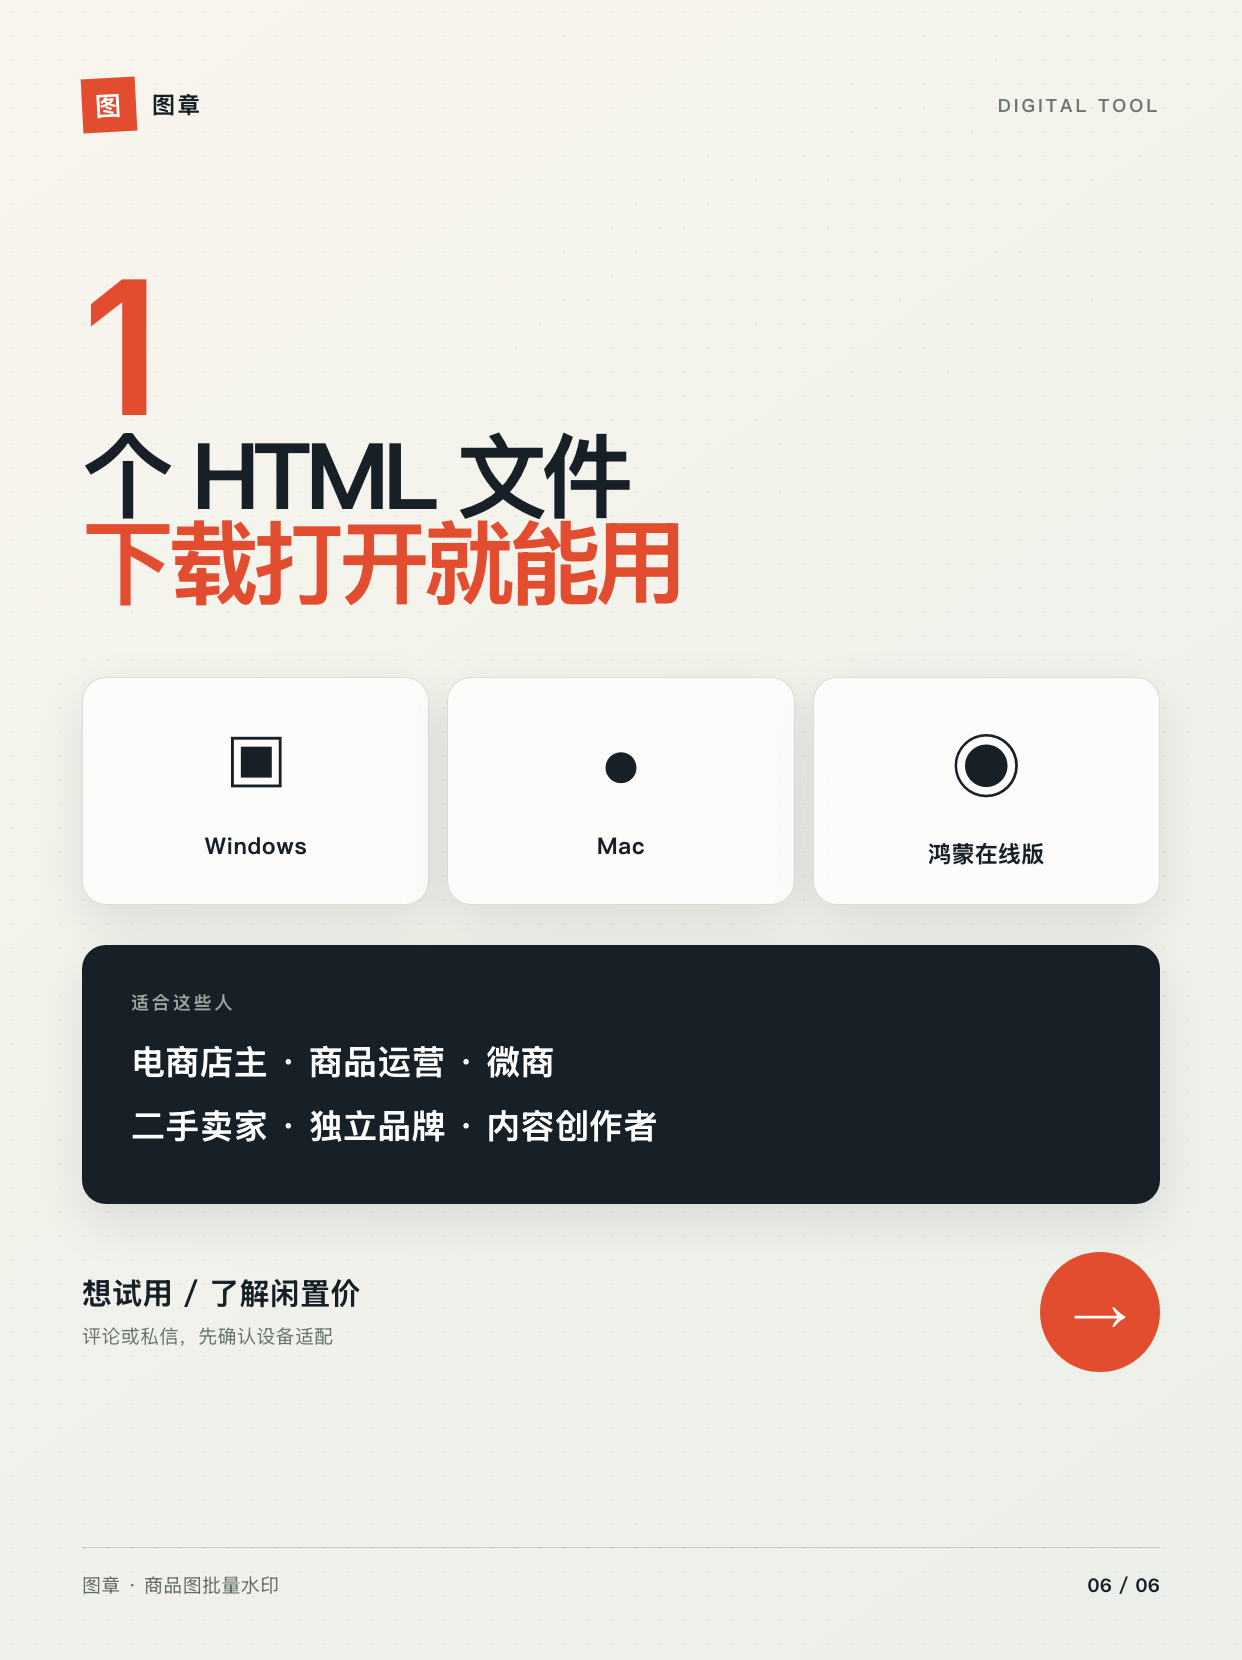 图 图章
DIGITAL TOOL
1
个 HTML 文件
下载打开就能用
Windows
Mac
鸿蒙在线版
适合这些人
电商店主 · 商品运营 · 微商
二手卖家 · 独立品牌 · 内容创作者
想试用 / 了解闲置价
评论或私信，先确认设备适配
→
图章 · 商品图批量水印
06 / 06